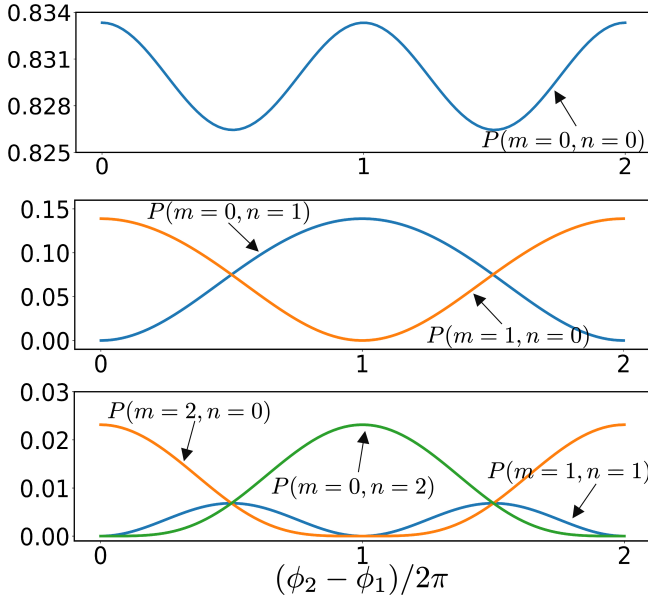 0.834
0.831
0.828
0.825
P(m = 0, n = 0)
0 1 2
0.15
0.10
0.05
0.00
P(m = 0, n = 1)
P(m = 1, n = 0)
0 1 2
0.03
0.02
0.01
0.00
P(m = 2, n = 0)
P(m = 0, n = 2)
P(m = 1, n = 1)
0 1 2
(ϕ₂ − ϕ₁)/2π